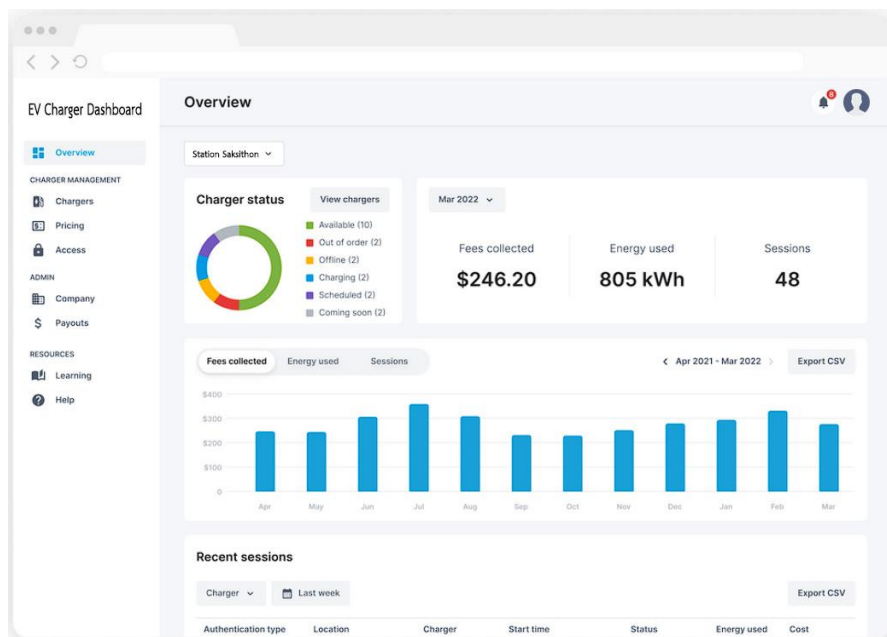 EV Charger Dashboard
Overview
8
Overview
CHARGER MANAGEMENT
Chargers
Pricing
Access
ADMIN
Company
Payouts
RESOURCES
Learning
Help
Station Saksithon
Charger status
View chargers
Available (10)
Out of order (2)
Offline (2)
Charging (2)
Scheduled (2)
Coming soon (2)
Mar 2022
Fees collected
$246.20
Energy used
805 kWh
Sessions
48
Fees collected Energy used Sessions
Apr 2021 - Mar 2022 Export CSV
$400
$300
$200
$100
0
Apr May Jun Jul Aug Sep Oct Nov Dec Jan Feb Mar
Recent sessions
Charger Last week Export CSV
Authentication type Location Charger Start time Status Energy used Cost